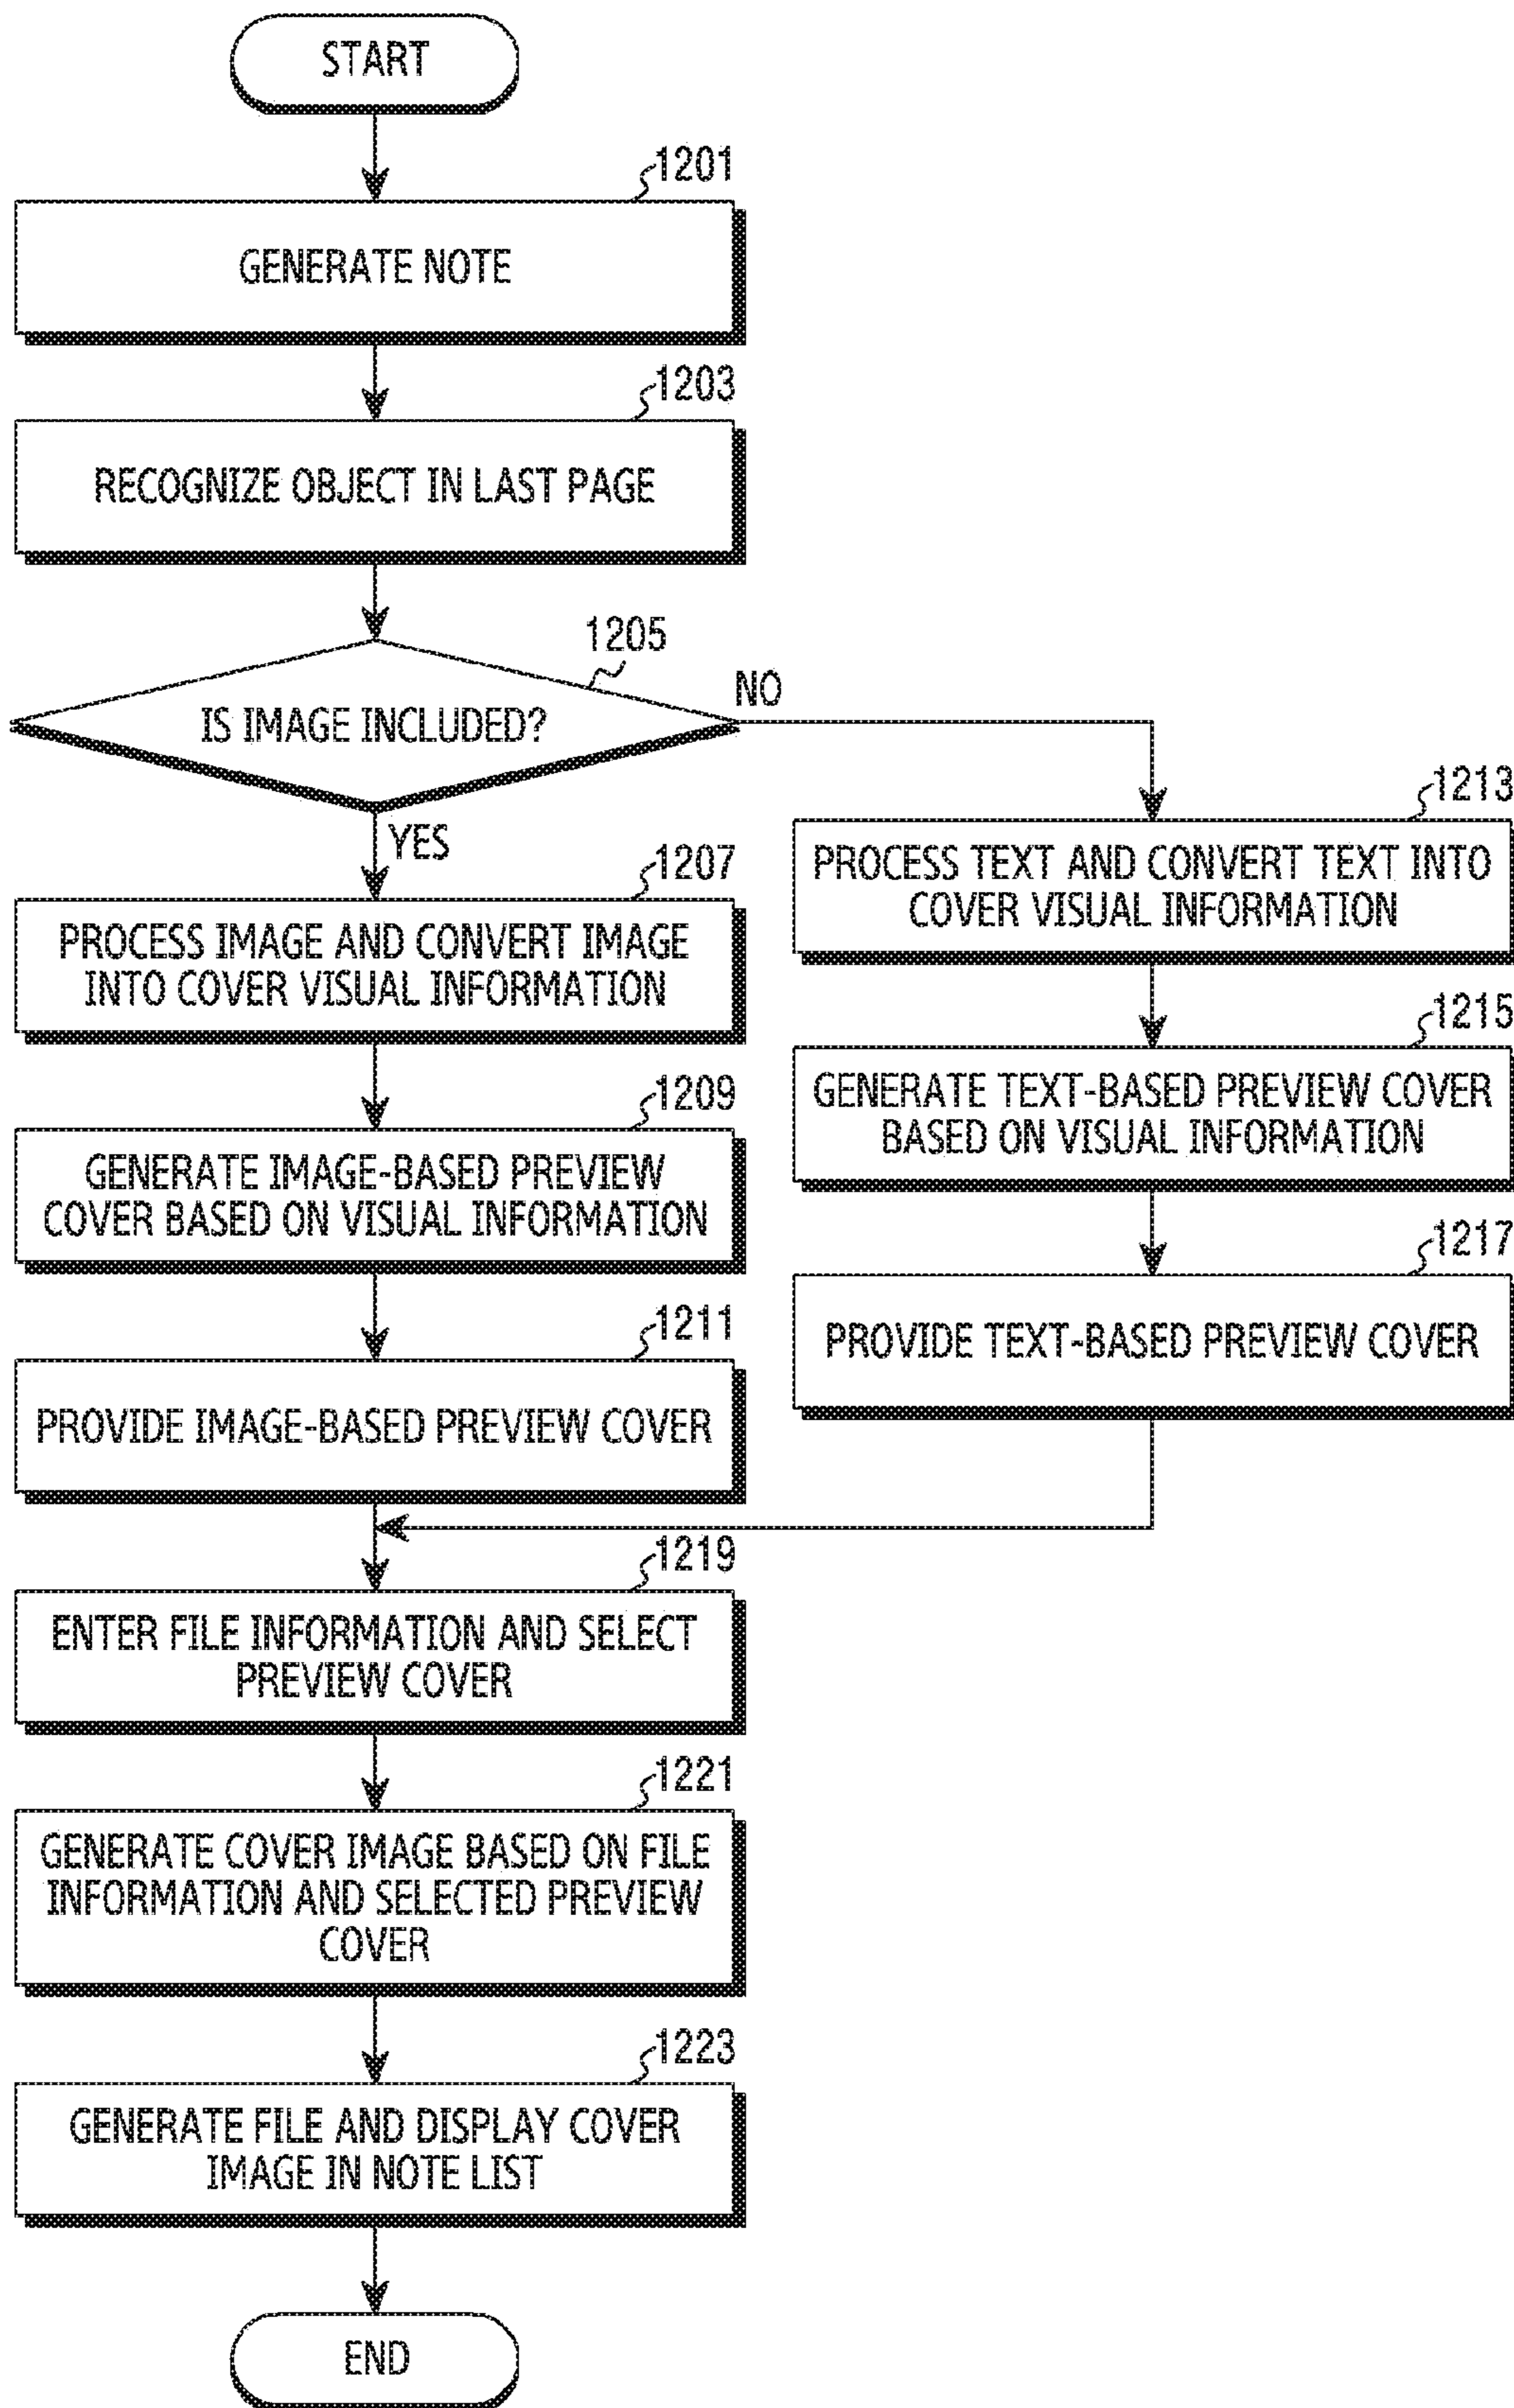 START
1201
GENERATE NOTE
1203
RECOGNIZE OBJECT IN LAST PAGE
1205
IS IMAGE INCLUDED?
NO
YES
1207
PROCESS IMAGE AND CONVERT IMAGE
INTO COVER VISUAL INFORMATION
1209
GENERATE IMAGE-BASED PREVIEW
COVER BASED ON VISUAL INFORMATION
1211
PROVIDE IMAGE-BASED PREVIEW COVER
1213
PROCESS TEXT AND CONVERT TEXT INTO
COVER VISUAL INFORMATION
1215
GENERATE TEXT-BASED PREVIEW COVER
BASED ON VISUAL INFORMATION
1217
PROVIDE TEXT-BASED PREVIEW COVER
1219
ENTER FILE INFORMATION AND SELECT
PREVIEW COVER
1221
GENERATE COVER IMAGE BASED ON FILE
INFORMATION AND SELECTED PREVIEW
COVER
1223
GENERATE FILE AND DISPLAY COVER
IMAGE IN NOTE LIST
END